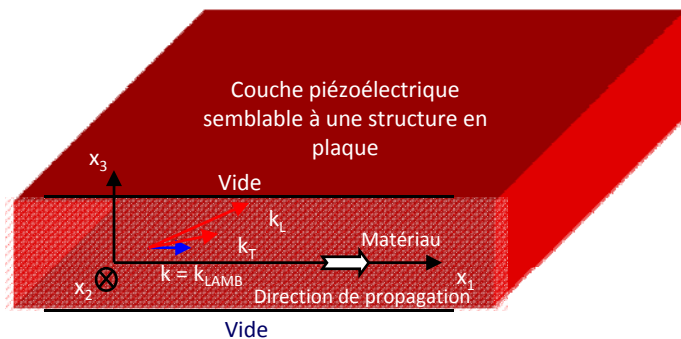 Couche piézoélectrique
semblable à une structure en
plaque
x3
Vide
kL
kT
Matériau
k = kLAMB
x1
x2
Direction de propagation
Vide